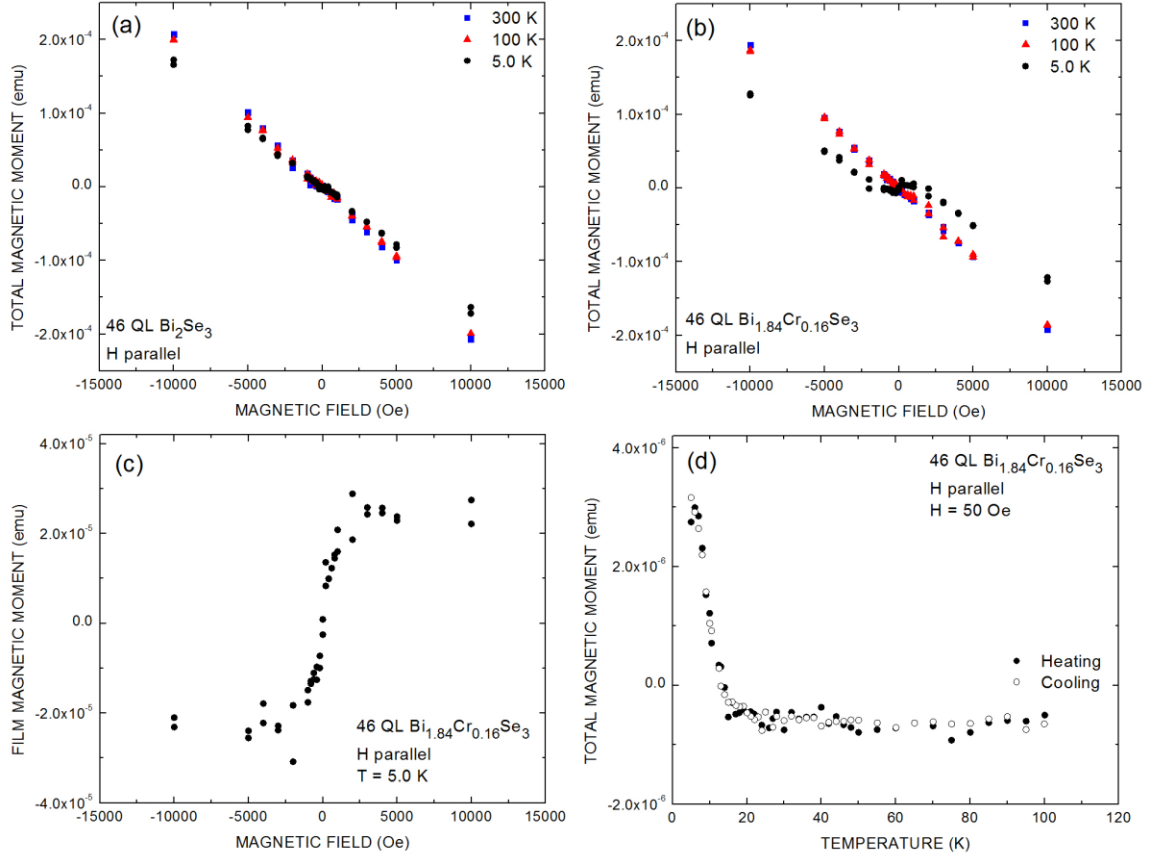 (a)
300 K
100 K
5.0 K
46 QL Bi2Se3
H parallel
2.0x10-4
1.0x10-4
0.0
-1.0x10-4
-2.0x10-4
TOTAL MAGNETIC MOMENT (emu)
-15000 -10000 -5000 0 5000 10000 15000
MAGNETIC FIELD (Oe)
(b)
300 K
100 K
5.0 K
46 QL Bi1.84Cr0.16Se3
H parallel
2.0x10-4
1.0x10-4
0.0
-1.0x10-4
-2.0x10-4
TOTAL MAGNETIC MOMENT (emu)
-15000 -10000 -5000 0 5000 10000 15000
MAGNETIC FIELD (Oe)
(c)
46 QL Bi1.84Cr0.16Se3
H parallel
T = 5.0 K
4.0x10-5
2.0x10-5
0.0
-2.0x10-5
-4.0x10-5
FILM MAGNETIC MOMENT (emu)
-15000 -10000 -5000 0 5000 10000 15000
MAGNETIC FIELD (Oe)
(d)
46 QL Bi1.84Cr0.16Se3
H parallel
H = 50 Oe
Heating
Cooling
4.0x10-6
2.0x10-6
0.0
-2.0x10-6
TOTAL MAGNETIC MOMENT (emu)
0 20 40 60 80 100 120
TEMPERATURE (K)